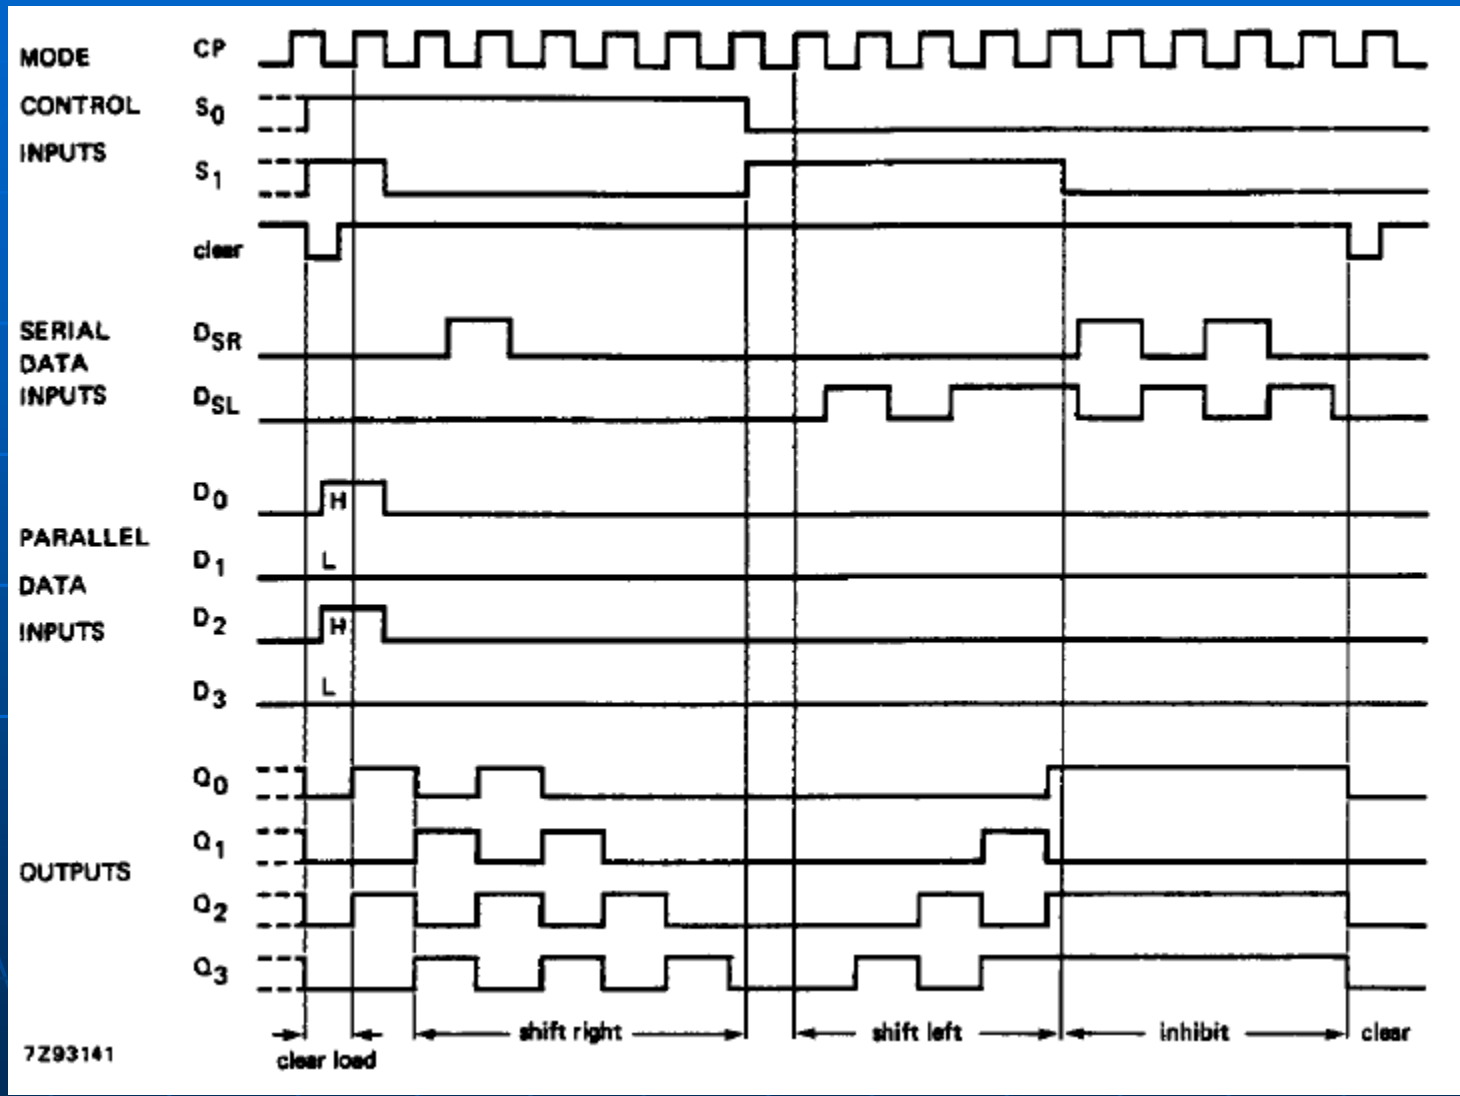 MODE
CONTROL
INPUTS
CP
S0
S1
clear
SERIAL
DATA
INPUTS
DSR
DSL
PARALLEL
DATA
INPUTS
D0
H
D1
L
D2
H
D3
L
OUTPUTS
Q0
Q1
Q2
Q3
shift right
shift left
inhibit
clear
clear load
7Z93141